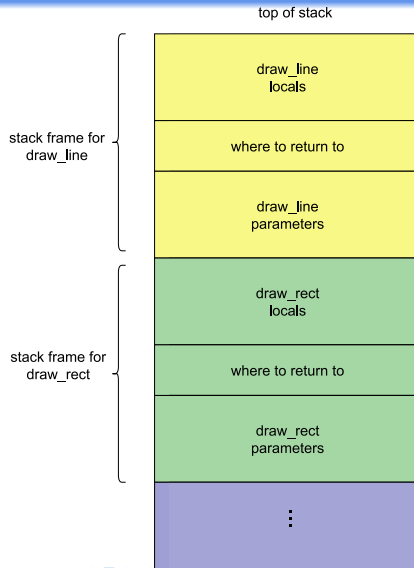 top of stack
draw_line
locals
stack frame for
draw_line
where to return to
draw_line
parameters
draw_rect
locals
stack frame for
draw_rect
where to return to
draw_rect
parameters
⋮